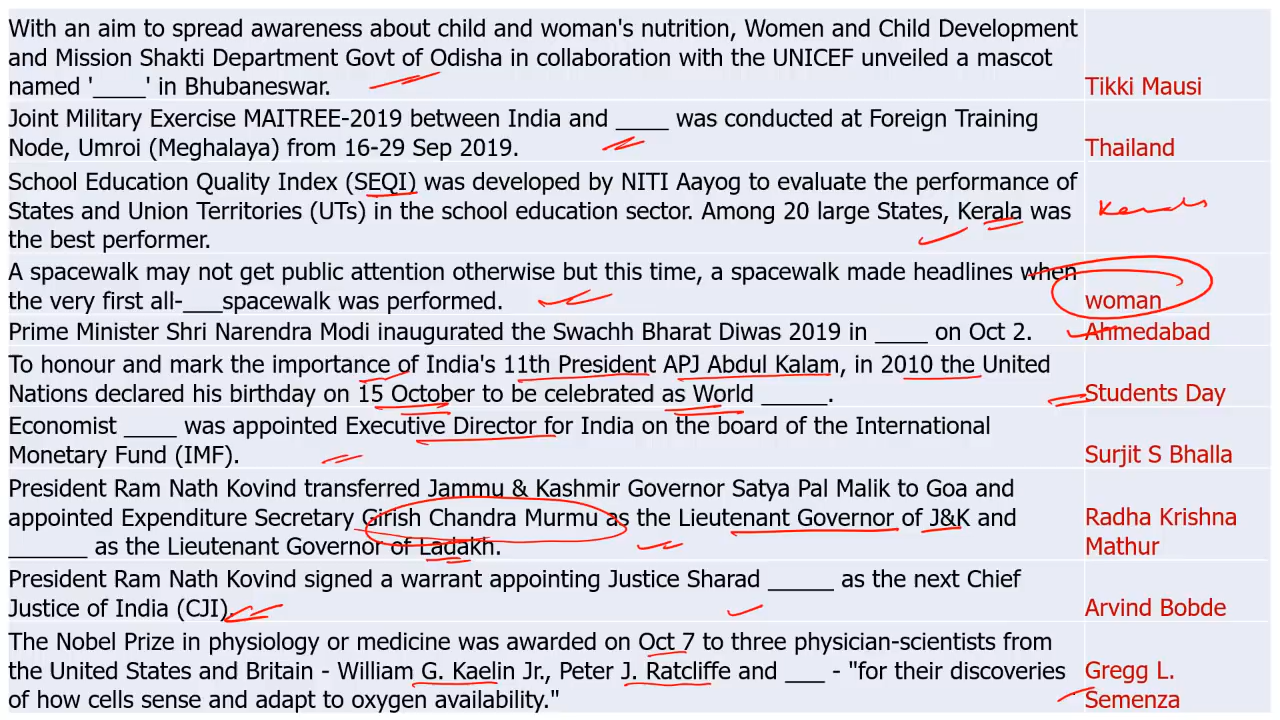 With an aim to spread awareness about child and woman's nutrition, Women and Child Development
and Mission Shakti Department Govt of Odisha in collaboration with the UNICEF unveiled a mascot
named '____' in Bhubaneswar.
Tikki Mausi
Joint Military Exercise MAITREE-2019 between India and ____ was conducted at Foreign Training
Node, Umroi (Meghalaya) from 16-29 Sep 2019.
Thailand
School Education Quality Index (SEQI) was developed by NITI Aayog to evaluate the performance of
States and Union Territories (UTs) in the school education sector. Among 20 large States, Kerala was
the best performer.
Kerala
A spacewalk may not get public attention otherwise but this time, a spacewalk made headlines when
the very first all-___spacewalk was performed.
woman
Prime Minister Shri Narendra Modi inaugurated the Swachh Bharat Diwas 2019 in ____ on Oct 2.
Ahmedabad
To honour and mark the importance of India's 11th President APJ Abdul Kalam, in 2010 the United
Nations declared his birthday on 15 October to be celebrated as World _____.
Students Day
Economist ____ was appointed Executive Director for India on the board of the International
Monetary Fund (IMF).
Surjit S Bhalla
President Ram Nath Kovind transferred Jammu & Kashmir Governor Satya Pal Malik to Goa and
appointed Expenditure Secretary Girish Chandra Murmu as the Lieutenant Governor of J&K and
______ as the Lieutenant Governor of Ladakh.
Radha Krishna
Mathur
President Ram Nath Kovind signed a warrant appointing Justice Sharad _____ as the next Chief
Justice of India (CJI).
Arvind Bobde
The Nobel Prize in physiology or medicine was awarded on Oct 7 to three physician-scientists from
the United States and Britain - William G. Kaelin Jr., Peter J. Ratcliffe and ___ - "for their discoveries
of how cells sense and adapt to oxygen availability."
Gregg L.
Semenza